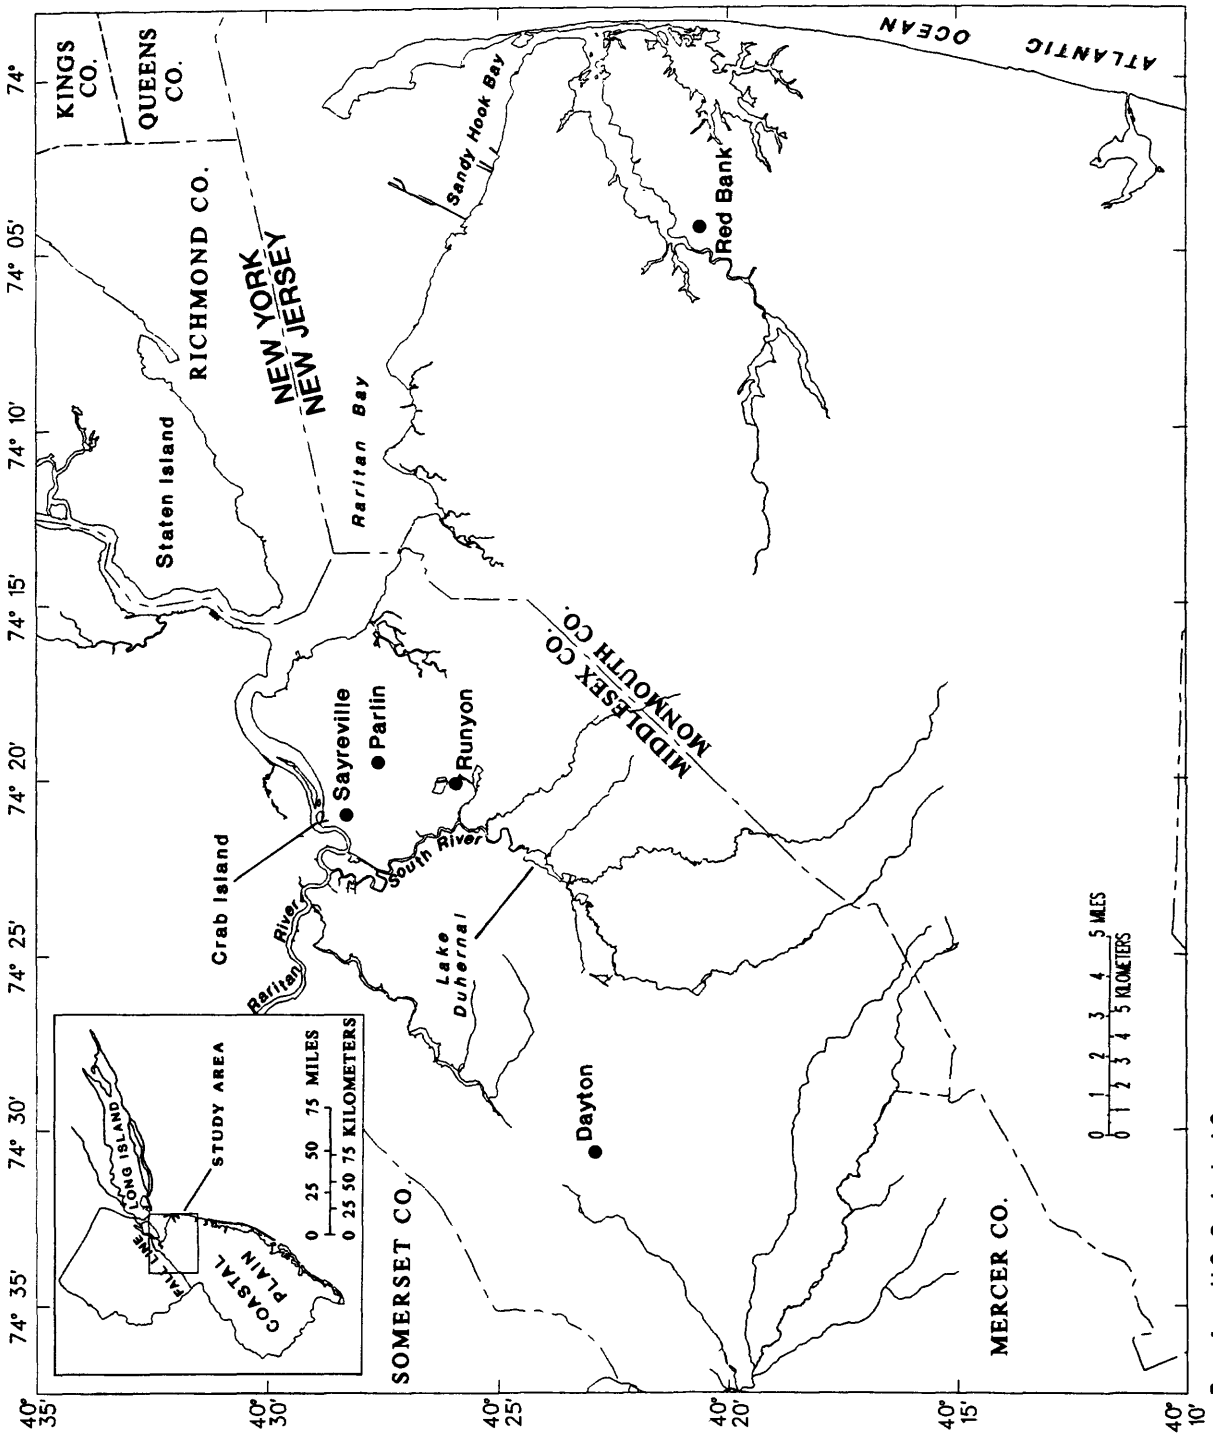 74° 35'
74° 30'
74° 25'
74° 20'
74° 15'
74° 10'
74° 05'
74°
40°
35'
40°
30'
40°
25'
40°
20'
40°
15'
40°
10'
KINGS
CO.
QUEENS
CO.
RICHMOND CO.
NEW YORK
NEW JERSEY
Staten Island
Raritan Bay
Sandy Hook Bay
ATLANTIC
OCEAN
Red Bank
MIDDLESEX CO.
MONMOUTH CO.
Sayreville
Parlin
Runyon
Crab Island
South River
Raritan
River
Lake
Duhernal
Dayton
SOMERSET CO.
MERCER CO.
LONG ISLAND
FALL LINE
COASTAL
PLAIN
STUDY AREA
0 25 50 75 MILES
0 25 50 75 KILOMETERS
0 1 2 3 4 5 MILES
0 1 2 3 4 5 KILOMETERS